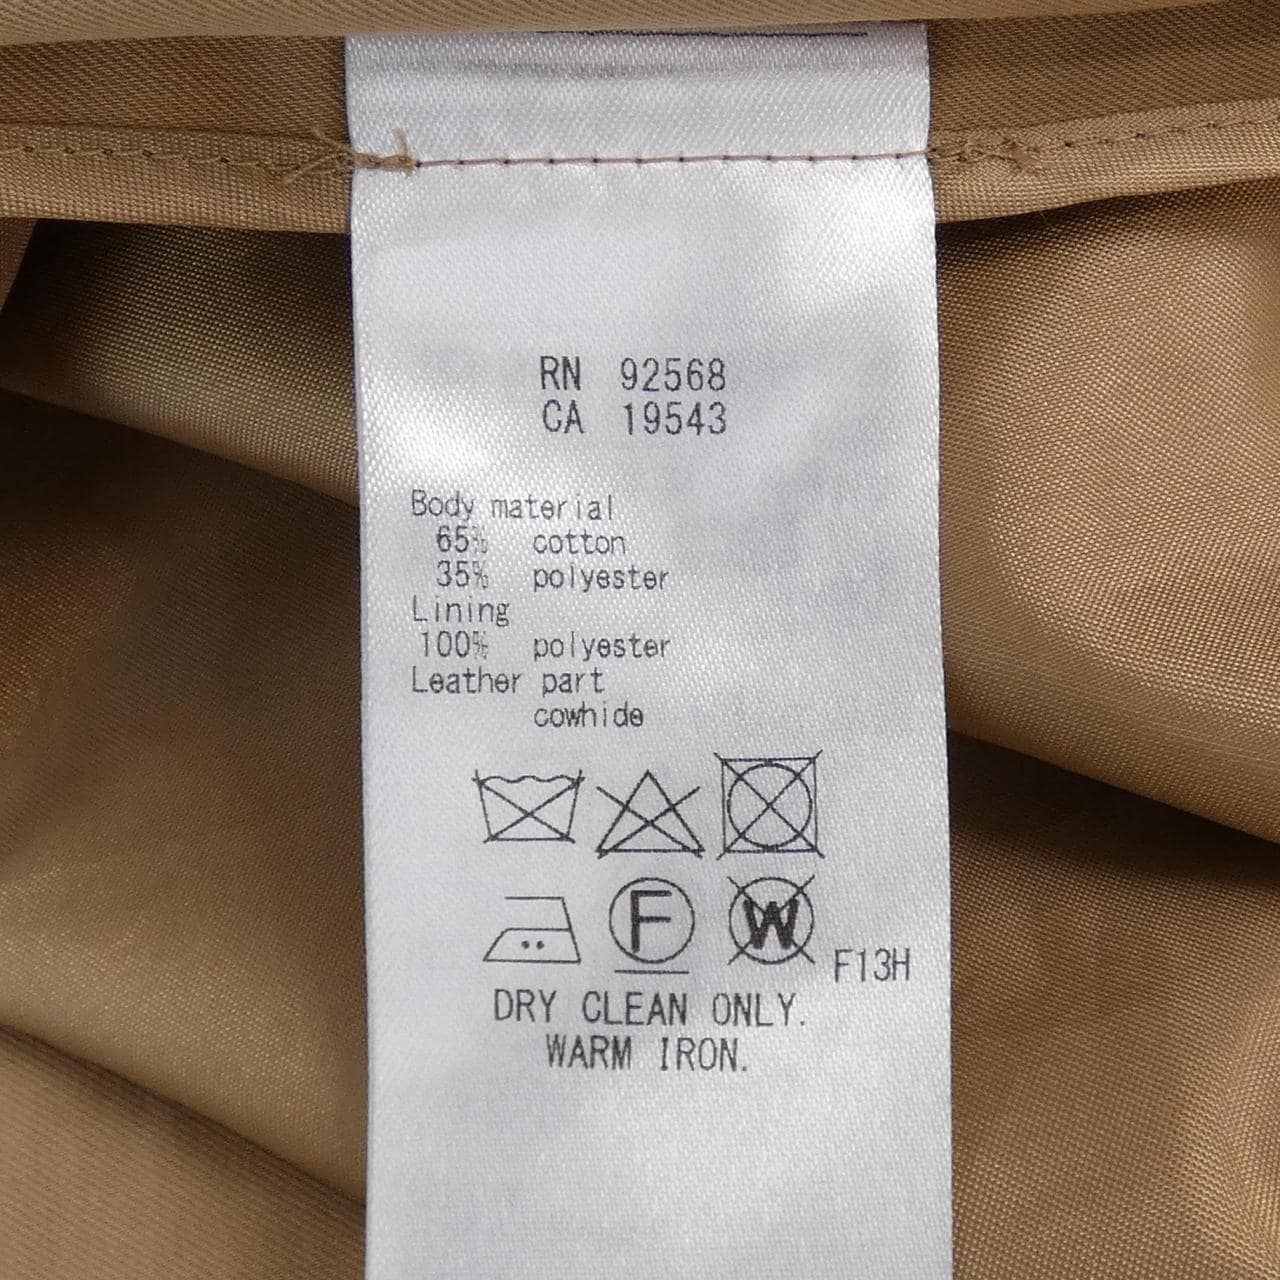 RN 92568
CA 19543
Body material
65% cotton
35% polyester
Lining
100% polyester
Leather part
cowhide
F W F13H
DRY CLEAN ONLY.
WARM IRON.